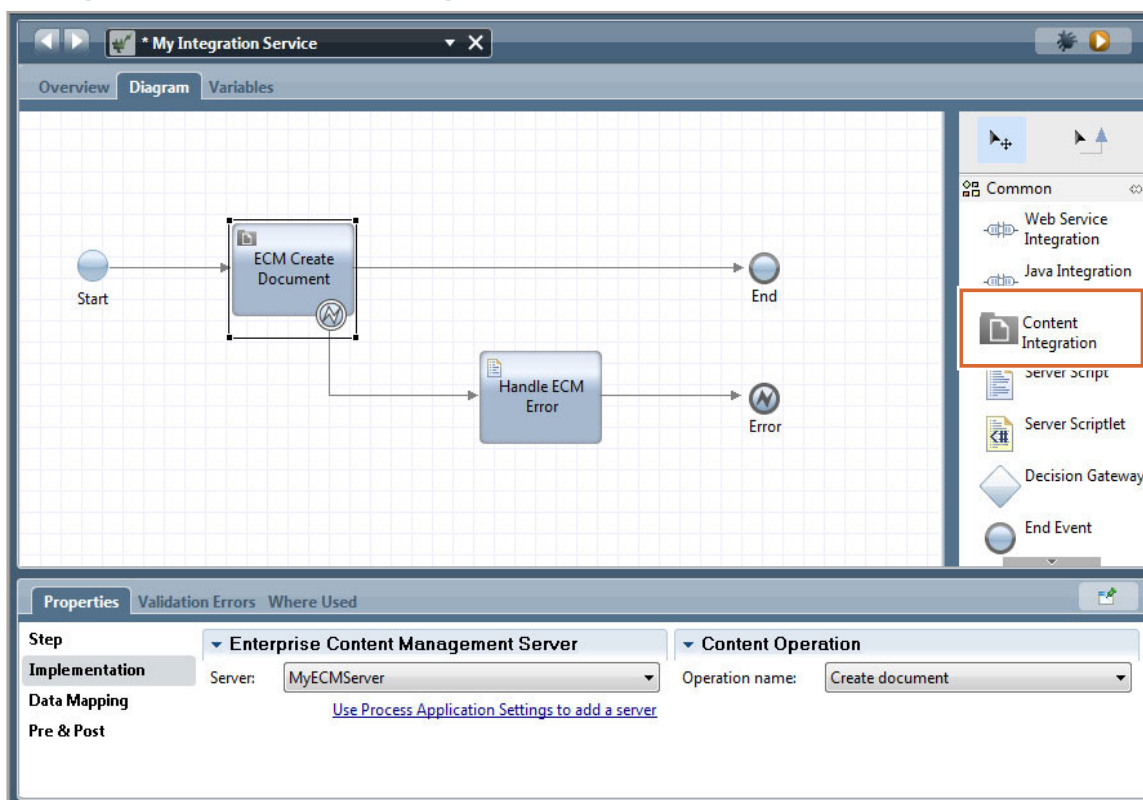 * My Integration Service
Overview Diagram Variables
Common
Web Service
Integration
Java Integration
Content
Integration
Server Script
Server Scriptlet
Decision Gateway
End Event
Start
ECM Create
Document
End
Handle ECM
Error
Error
Properties Validation Errors Where Used
Step
Implementation
Data Mapping
Pre & Post
Enterprise Content Management Server
Server: MyECMServer
Use Process Application Settings to add a server
Content Operation
Operation name: Create document